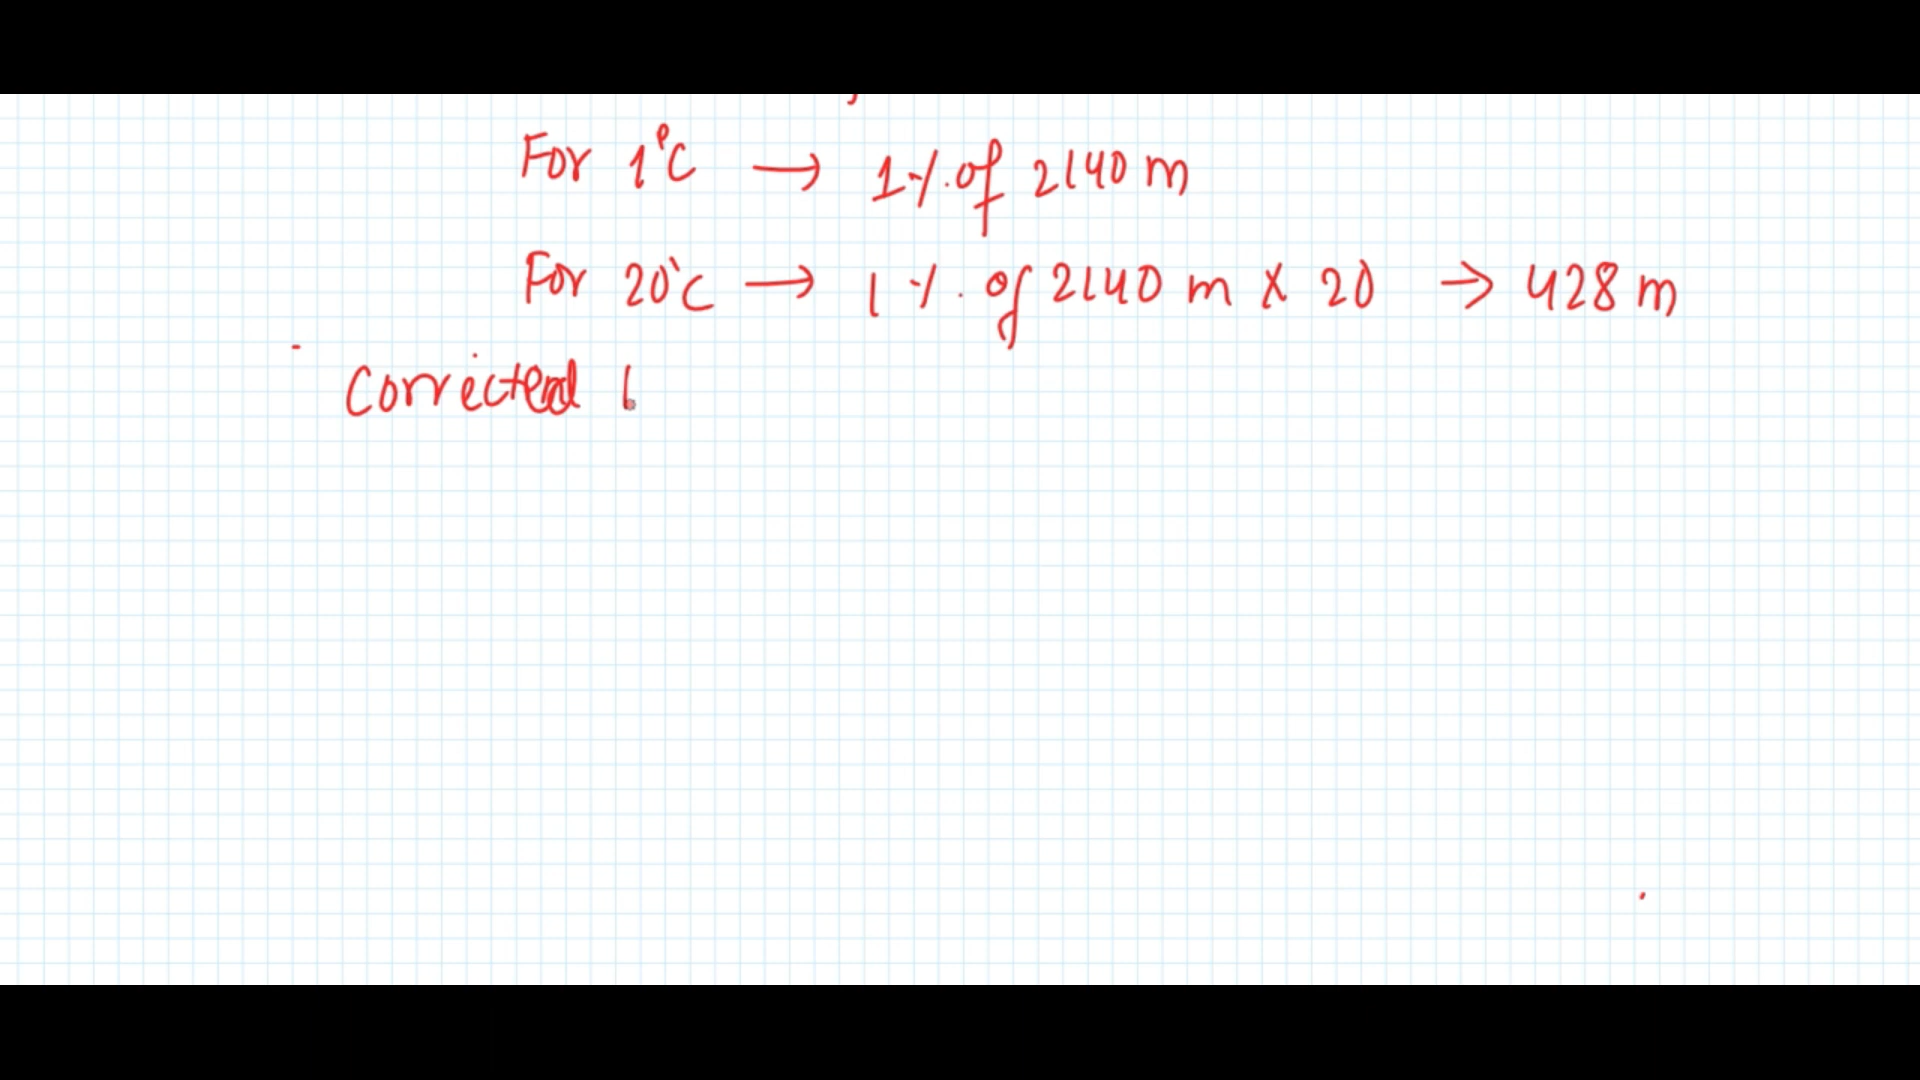 For 1°C → 1% of 2140 m
For 20°C → 1% of 2140 m × 20 → 428 m
Corrected l